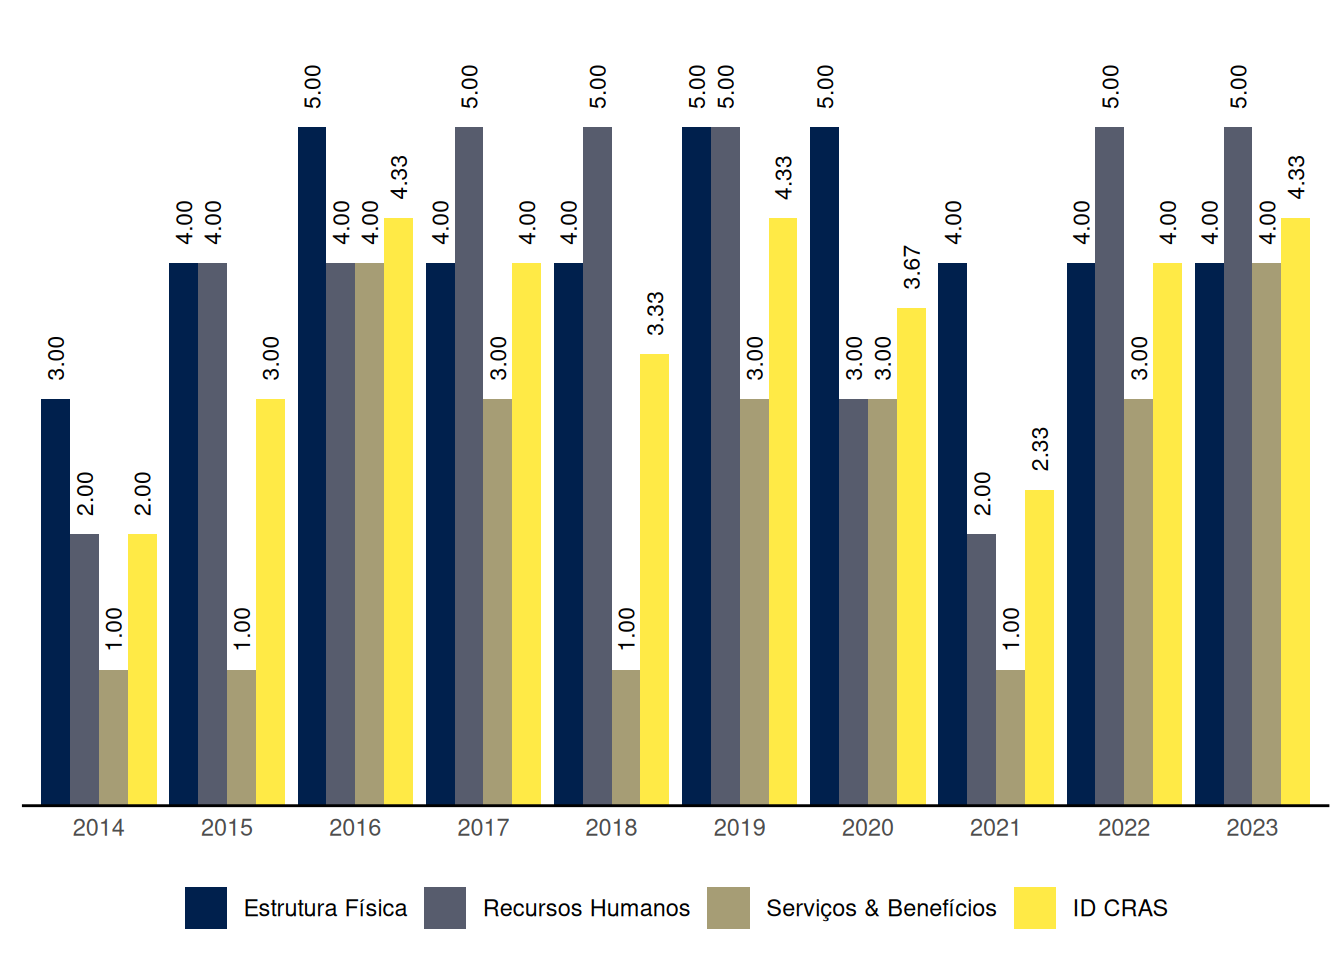 3.00 2.00 1.00 2.00
4.00 4.00 1.00 3.00
5.00 4.00 4.00 4.33
4.00 5.00 3.00 4.00
4.00 5.00 1.00 3.33
5.00 5.00 3.00 4.33
5.00 3.00 3.00 3.67
4.00 2.00 1.00 2.33
4.00 5.00 3.00 4.00
4.00 5.00 4.00 4.33
2014 2015 2016 2017 2018 2019 2020 2021 2022 2023
Estrutura Física Recursos Humanos Serviços & Benefícios ID CRAS